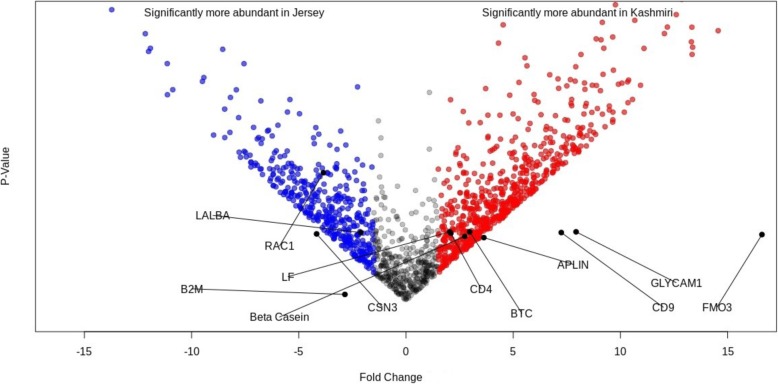 Significantly more abundant in Jersey
Significantly more abundant in Kashmiri
P-Value
LALBA
RAC1
LF
B2M
Beta Casein
CSN3
CD4
BTC
APLIN
GLYCAM1
CD9
FMO3
-15 -10 -5 0 5 10 15
Fold Change